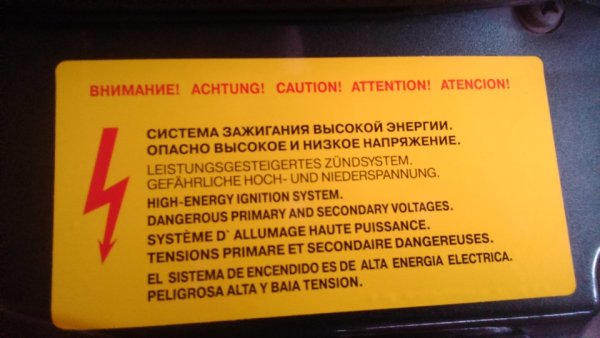 ВНИМАНИЕ! ACHTUNG! CAUTION! ATTENTION! ATENCION!
СИСТЕМА ЗАЖИГАНИЯ ВЫСОКОЙ ЭНЕРГИИ.
ОПАСНО ВЫСОКОЕ И НИЗКОЕ НАПРЯЖЕНИЕ.
LEISTUNGSGESTEIGERTES ZÜNDSYSTEM.
GEFÄHRLICHE HOCH- UND NIEDERSPANNUNG.
HIGH-ENERGY IGNITION SYSTEM.
DANGEROUS PRIMARY AND SECONDARY VOLTAGES.
SYSTÈME D` ALLUMAGE HAUTE PUISSANCE.
TENSIONS PRIMARE ET SECONDAIRE DANGEREUSES.
EL SISTEMA DE ENCENDIDO ES DE ALTA ENERGIA ELECTRICA.
PELIGROSA ALTA Y BAIA TENSION.